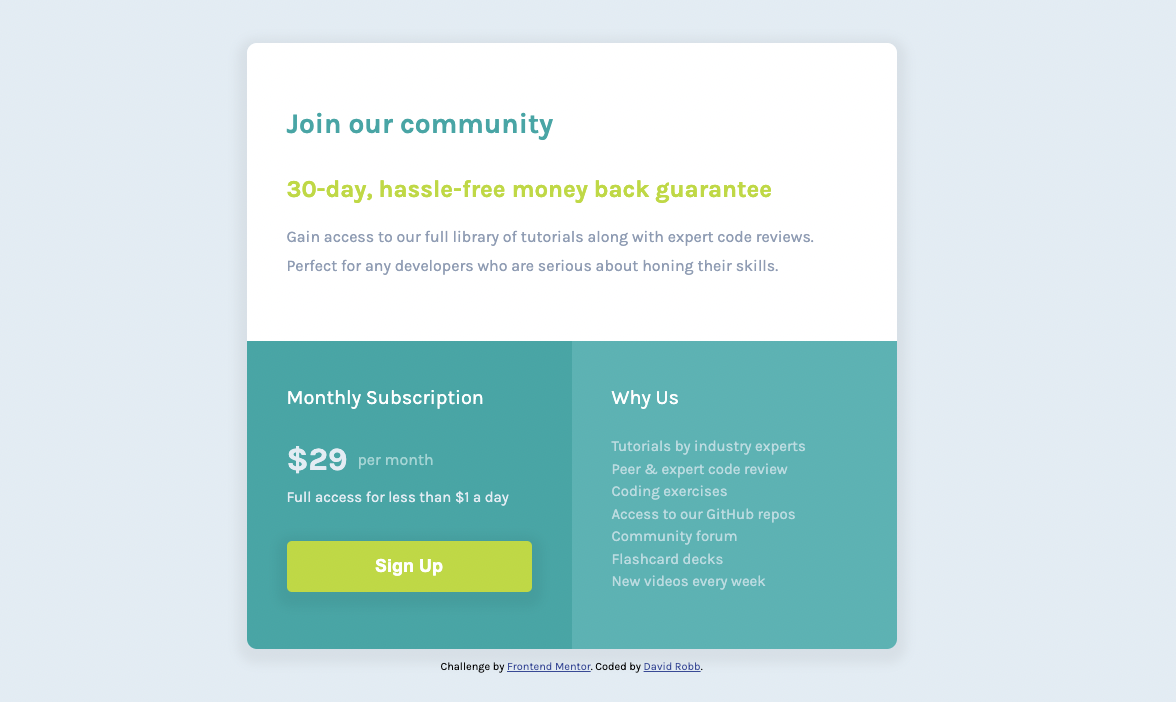 Join our community
30-day, hassle-free money back guarantee
Gain access to our full library of tutorials along with expert code reviews.
Perfect for any developers who are serious about honing their skills.
Monthly Subscription
$29 per month
Full access for less than $1 a day
Sign Up
Why Us
Tutorials by industry experts
Peer & expert code review
Coding exercises
Access to our GitHub repos
Community forum
Flashcard decks
New videos every week
Challenge by Frontend Mentor. Coded by David Robb.